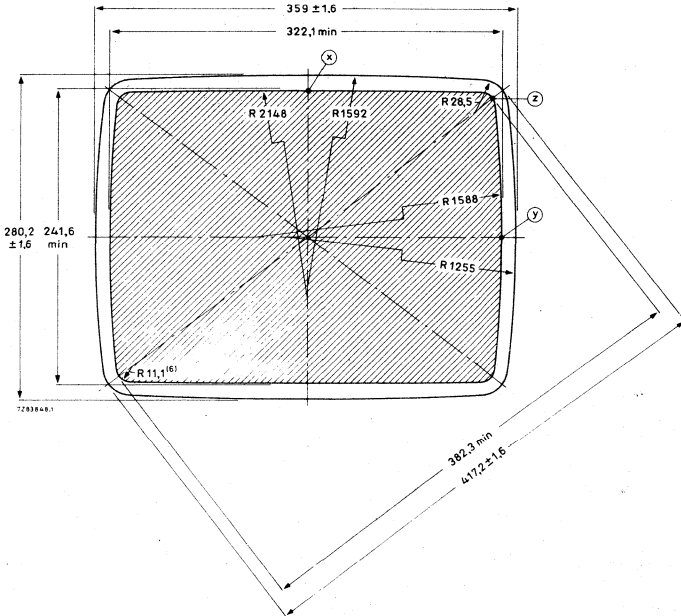 359 ±1,6
322,1 min
x
R 2148
R1592
R 28,5
z
R1588
280,2
±1,6
241,6
min
y
R 1255
R 11,1(6)
7Z83848.1
382,3 min
417,2±1,6